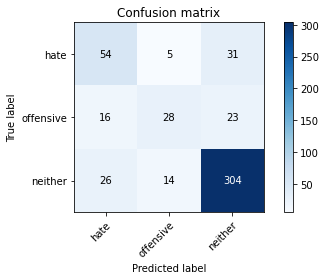 Confusion matrix
True label
hate
54 5 31
offensive
16 28 23
neither
26 14 304
hate
offensive
neither
Predicted label
300
250
200
150
100
50